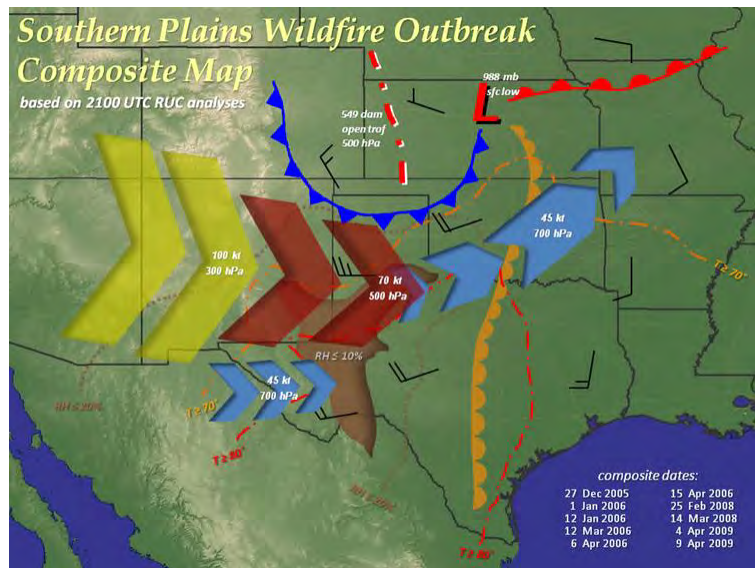 Southern Plains Wildfire Outbreak
Composite Map
based on 2100 UTC RUC analyses
988 mb
sfc low
L
549 dam
open trof
500 hPa
45 kt
700 hPa
100 kt
300 hPa
T ≥ 70°
70 kt
500 hPa
RH ≤ 10%
45 kt
700 hPa
RH ≤ 20%
T ≥ 70°
T ≥ 80°
RH ≤ 20%
T ≥ 80°
composite dates:
27 Dec 2005
1 Jan 2006
12 Jan 2006
12 Mar 2006
6 Apr 2006
15 Apr 2006
25 Feb 2008
14 Mar 2008
4 Apr 2009
9 Apr 2009